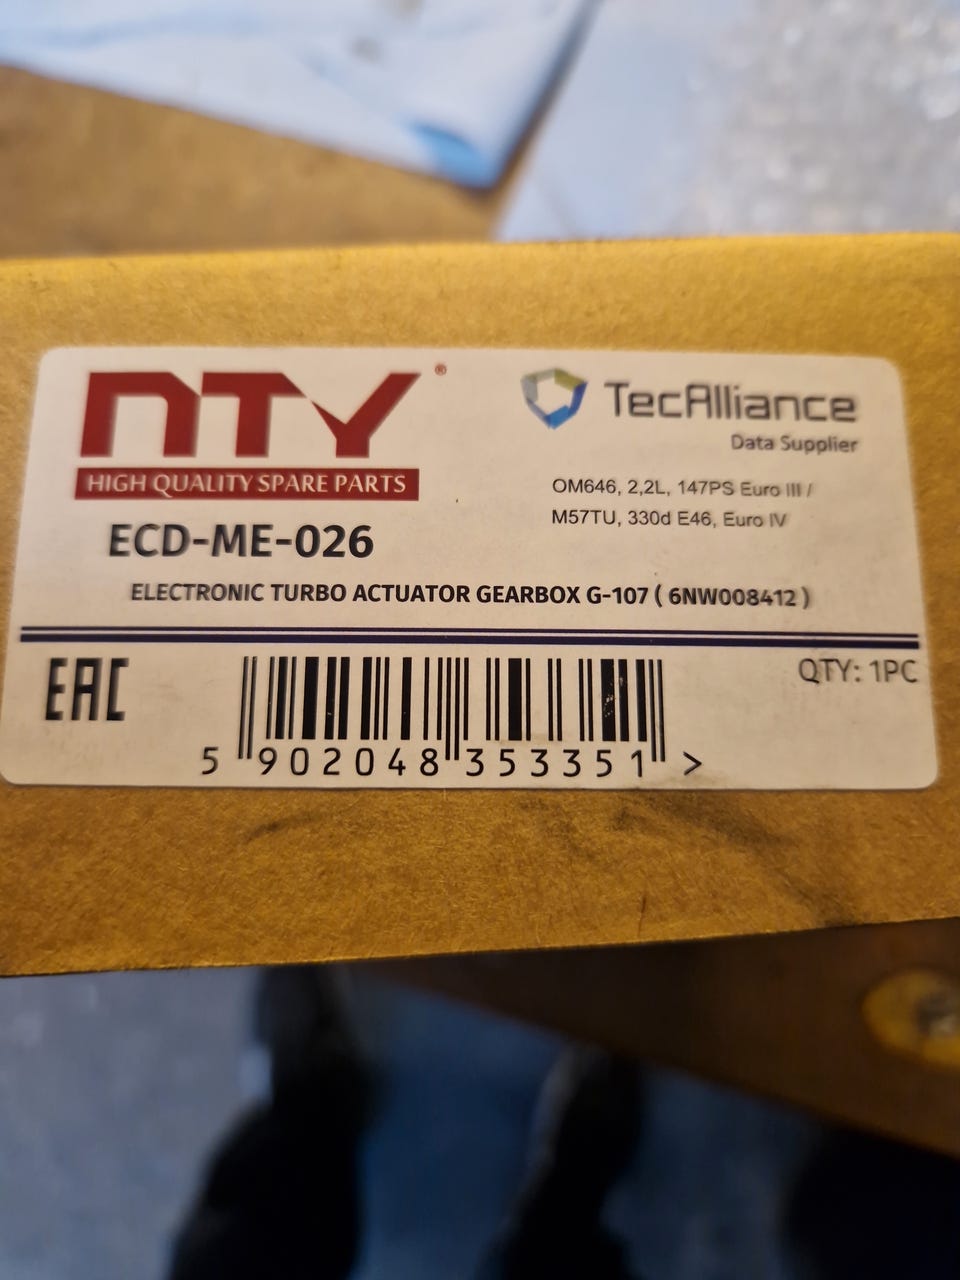 NTY®
HIGH QUALITY SPARE PARTS
TecAlliance
Data Supplier
OM646, 2,2L, 147PS Euro III /
M57TU, 330d E46, Euro IV
ECD-ME-026
ELECTRONIC TURBO ACTUATOR GEARBOX G-107 ( 6NW008412 )
EAC
QTY: 1PC
5 902048 353351 >